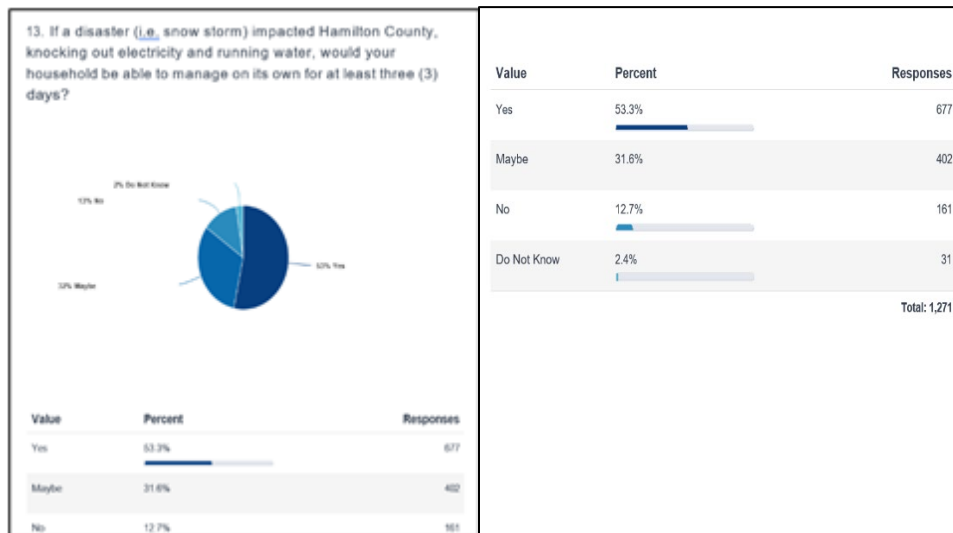 13. If a disaster (i.e. snow storm) impacted Hamilton County,
knocking out electricity and running water, would your
household be able to manage on its own for at least three (3)
days?
2% Do Not Know
13% No
53% Yes
32% Maybe
Value Percent Responses
Yes 53.3% 677
Maybe 31.6% 402
No 12.7% 161
Value Percent Responses
Yes 53.3% 677
Maybe 31.6% 402
No 12.7% 161
Do Not Know 2.4% 31
Total: 1,271